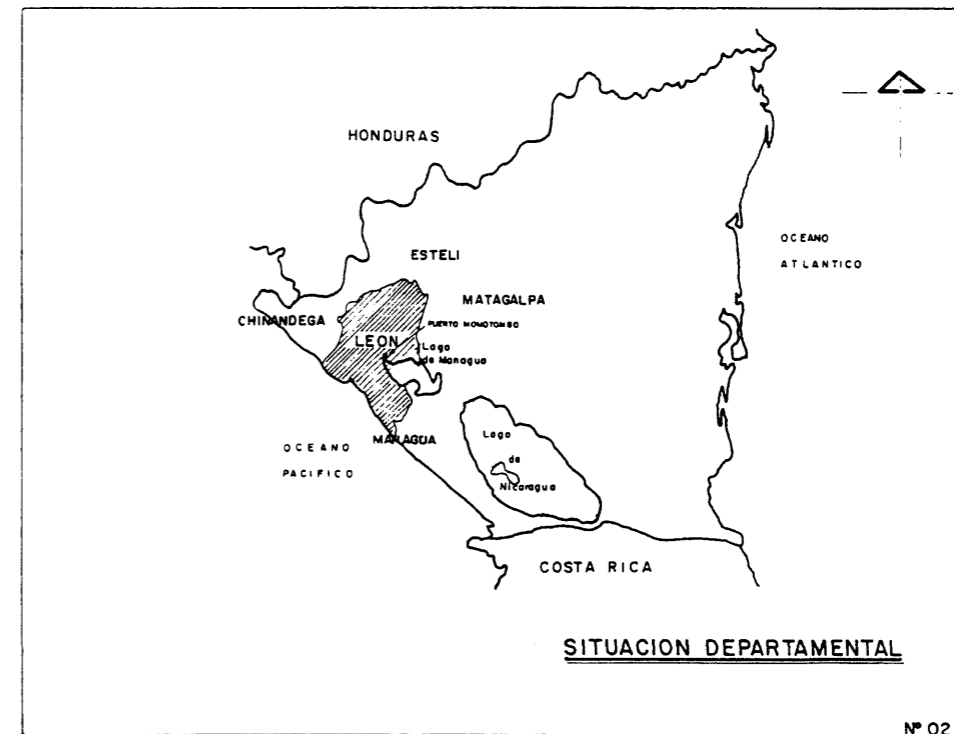 HONDURAS
OCEANO
ATLANTICO
ESTELI
MATAGALPA
CHINANDEGA
PUERTO MOMOTOMBO
LEON
Lago
de Managua
MANAGUA
OCEANO
PACIFICO
Lago
de
Nicaragua
COSTA RICA
SITUACION DEPARTAMENTAL
Nº 02